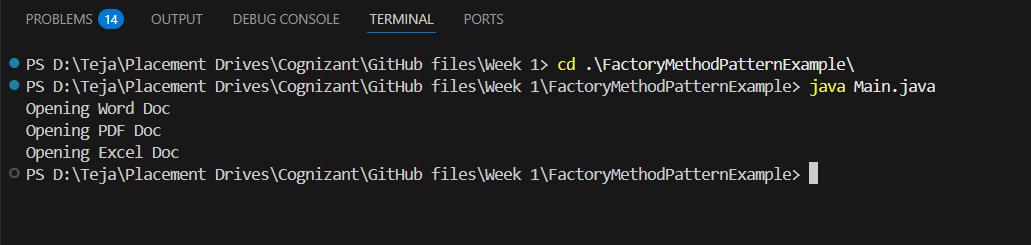 PROBLEMS 14 OUTPUT DEBUG CONSOLE TERMINAL PORTS
PS D:\Teja\Placement Drives\Cognizant\GitHub files\Week 1> cd .\FactoryMethodPatternExample\
PS D:\Teja\Placement Drives\Cognizant\GitHub files\Week 1\FactoryMethodPatternExample> java Main.java
Opening Word Doc
Opening PDF Doc
Opening Excel Doc
PS D:\Teja\Placement Drives\Cognizant\GitHub files\Week 1\FactoryMethodPatternExample>